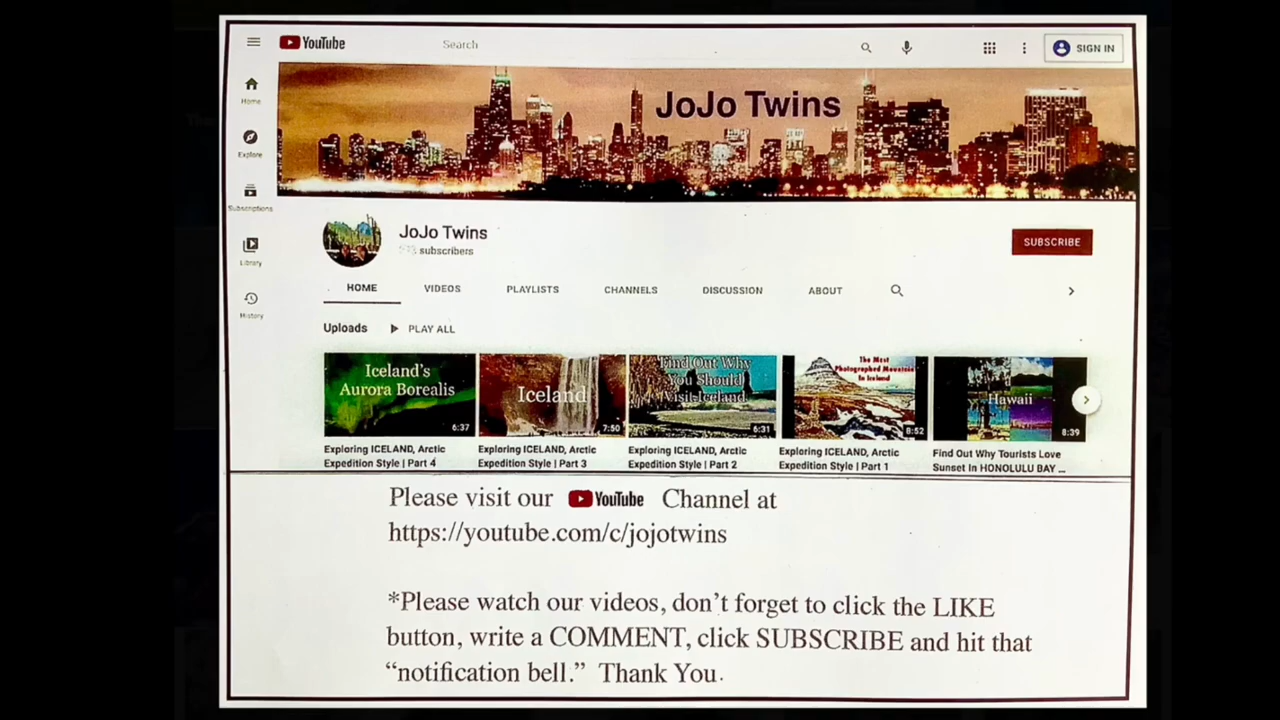 YouTube
Search
SIGN IN
Home
Explore
Subscriptions
Library
History
JoJo Twins
JoJo Twins
subscribers
SUBSCRIBE
HOME VIDEOS PLAYLISTS CHANNELS DISCUSSION ABOUT
Uploads PLAY ALL
Iceland's
Aurora Borealis
6:37
Iceland
7:50
Find Out Why
You Should
Visit Iceland
6:31
The Most
Photographed Mountain
In Iceland
8:52
Hawaii
8:39
Exploring ICELAND, Arctic
Expedition Style | Part 4
Exploring ICELAND, Arctic
Expedition Style | Part 3
Exploring ICELAND, Arctic
Expedition Style | Part 2
Exploring ICELAND, Arctic
Expedition Style | Part 1
Find Out Why Tourists Love
Sunset In HONOLULU BAY ...
Please visit our YouTube Channel at
https://youtube.com/c/jojotwins
*Please watch our videos, don't forget to click the LIKE
button, write a COMMENT, click SUBSCRIBE and hit that
“notification bell.” Thank You.